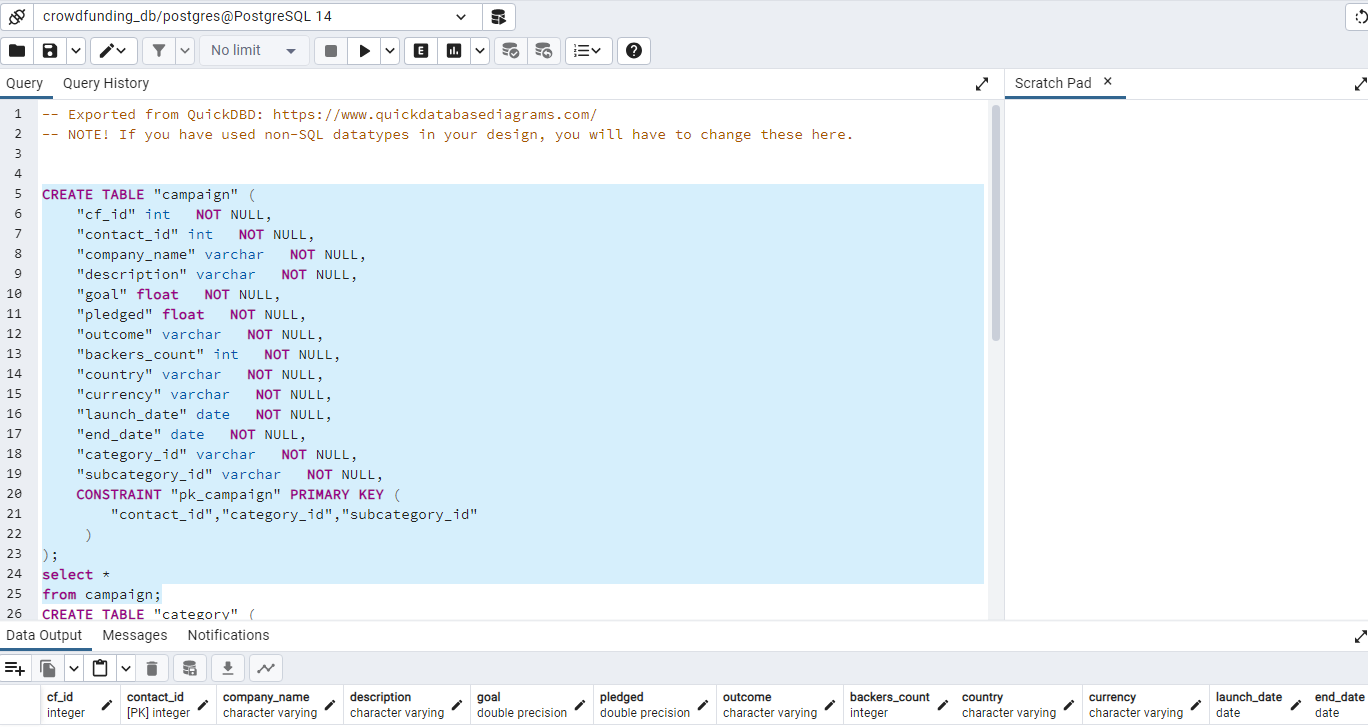 crowdfunding_db/postgres@PostgreSQL 14
No limit
E
Query Query History Scratch Pad
1 -- Exported from QuickDBD: https://www.quickdatabasediagrams.com/
2 -- NOTE! If you have used non-SQL datatypes in your design, you will have to change these here.
3
4
5 CREATE TABLE "campaign" (
6 "cf_id" int NOT NULL,
7 "contact_id" int NOT NULL,
8 "company_name" varchar NOT NULL,
9 "description" varchar NOT NULL,
10 "goal" float NOT NULL,
11 "pledged" float NOT NULL,
12 "outcome" varchar NOT NULL,
13 "backers_count" int NOT NULL,
14 "country" varchar NOT NULL,
15 "currency" varchar NOT NULL,
16 "launch_date" date NOT NULL,
17 "end_date" date NOT NULL,
18 "category_id" varchar NOT NULL,
19 "subcategory_id" varchar NOT NULL,
20 CONSTRAINT "pk_campaign" PRIMARY KEY (
21 "contact_id","category_id","subcategory_id"
22 )
23 );
24 select *
25 from campaign;
26 CREATE TABLE "category" (
Data Output Messages Notifications
cf_id contact_id company_name description goal pledged outcome backers_count country currency launch_date end_date
integer [PK] integer character varying character varying double precision double precision character varying integer character varying character varying date date